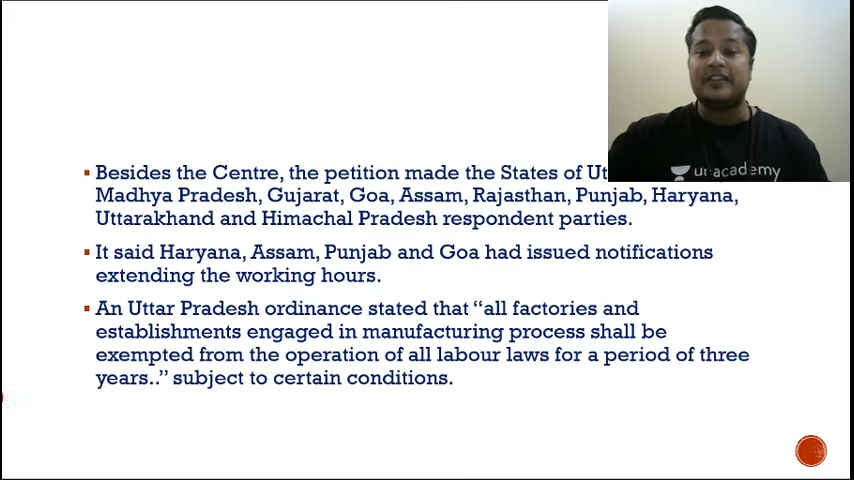 Besides the Centre, the petition made the States of Ut
Madhya Pradesh, Gujarat, Goa, Assam, Rajasthan, Punjab, Haryana,
Uttarakhand and Himachal Pradesh respondent parties.
It said Haryana, Assam, Punjab and Goa had issued notifications
extending the working hours.
An Uttar Pradesh ordinance stated that “all factories and
establishments engaged in manufacturing process shall be
exempted from the operation of all labour laws for a period of three
years..” subject to certain conditions.
unacademy